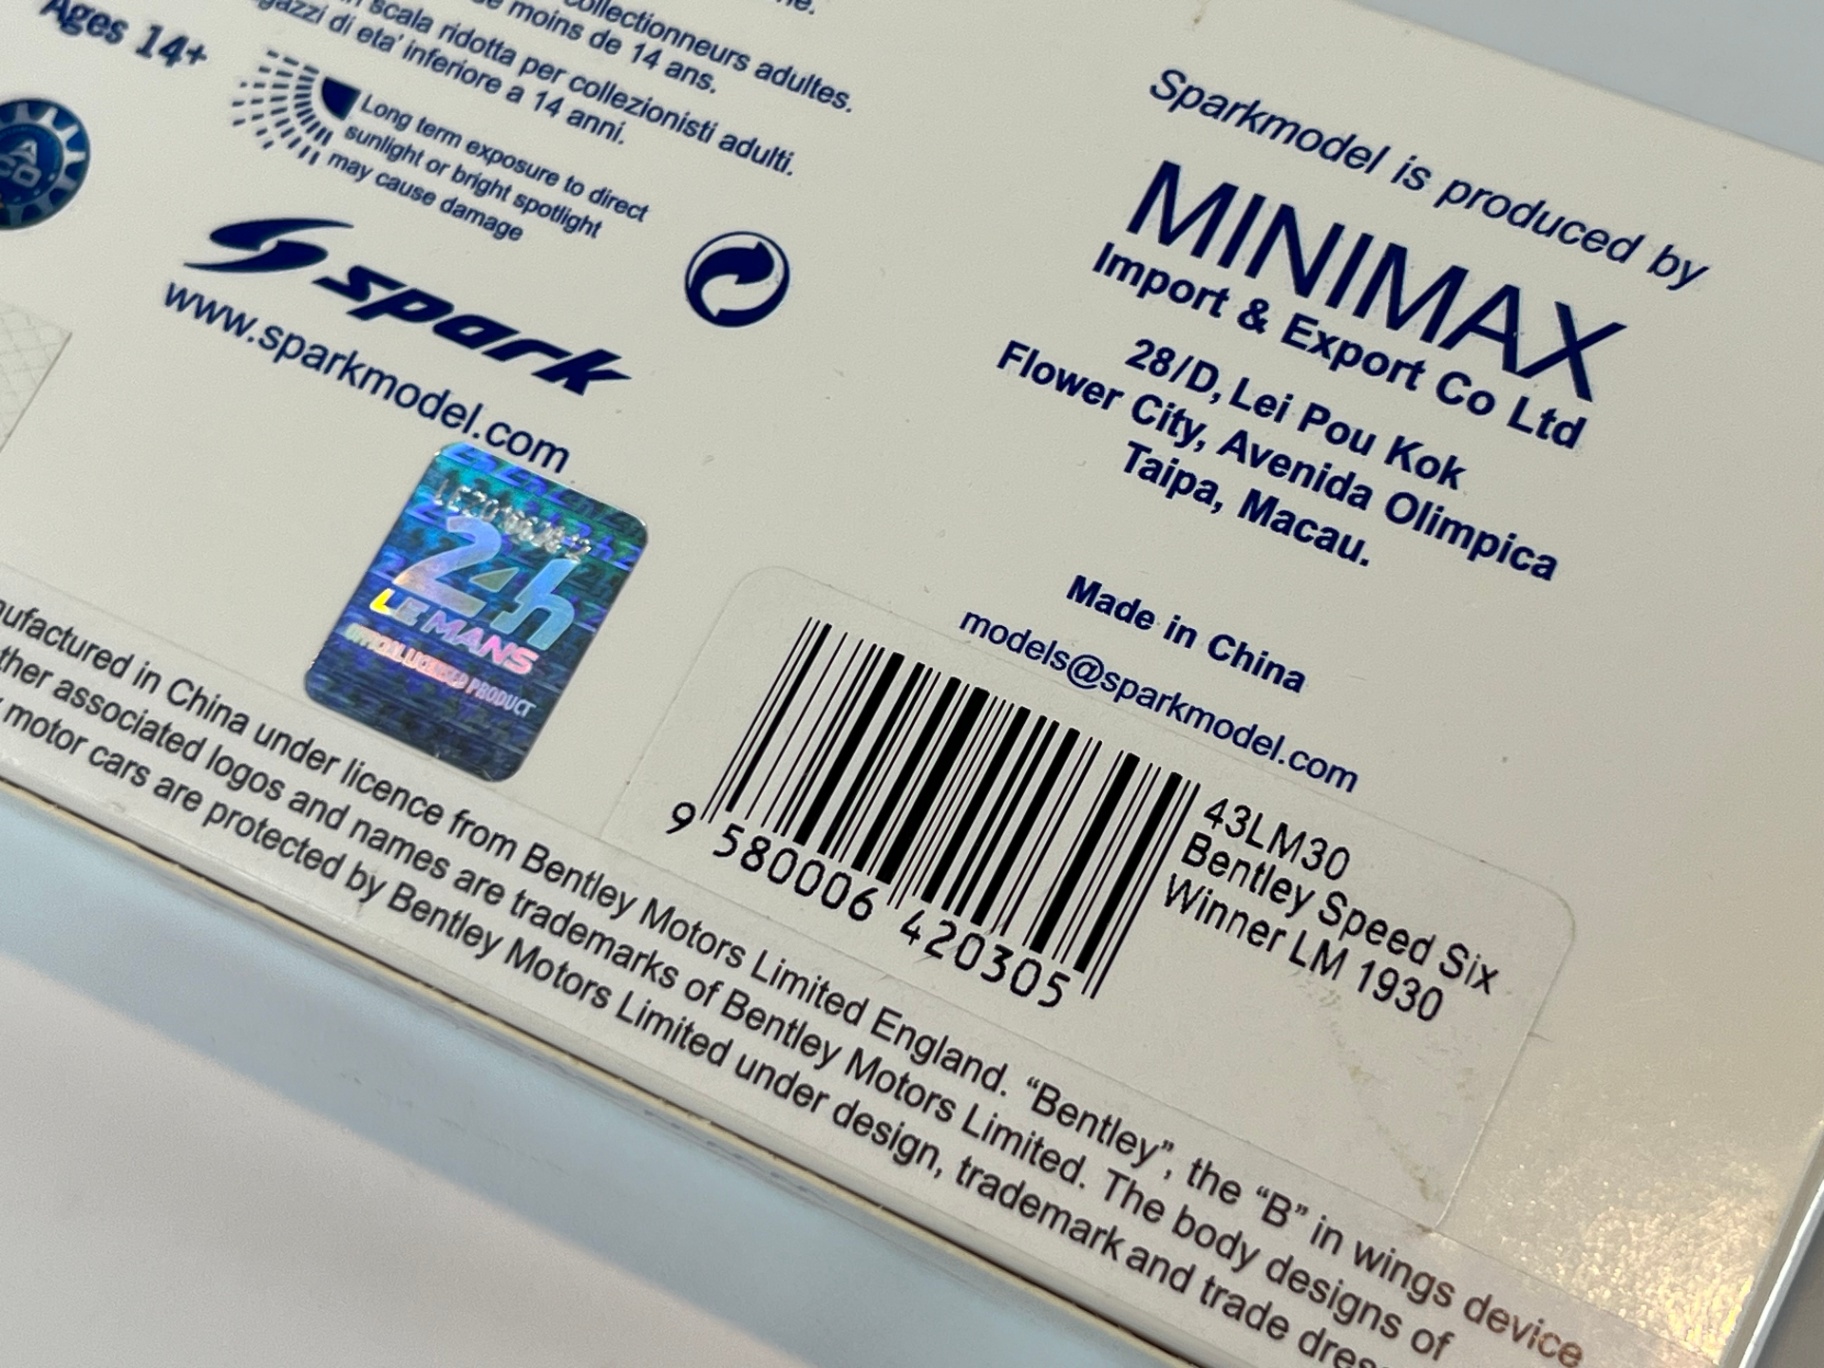 Ages 14+
collectionneurs adultes.
moins de 14 ans.
scala ridotta per collezionisti adulti.
di eta' inferiore a 14 anni.
Long term exposure to direct
sunlight or bright spotlight
may cause damage
spark
www.sparkmodel.com
24h
LE MANS
OFFICIAL LICENSED PRODUCT
Sparkmodel is produced by
MINIMAX
Import & Export Co Ltd
28/D, Lei Pou Kok
Flower City, Avenida Olimpica
Taipa, Macau.
Made in China
models@sparkmodel.com
9 580006 420305
43LM30
Bentley Speed Six
Winner LM 1930
in China under licence from Bentley Motors Limited England. “Bentley”, the “B” in wings device
associated logos and names are trademarks of Bentley Motors Limited. The body designs of
motor cars are protected by Bentley Motors Limited under design, trademark and trade